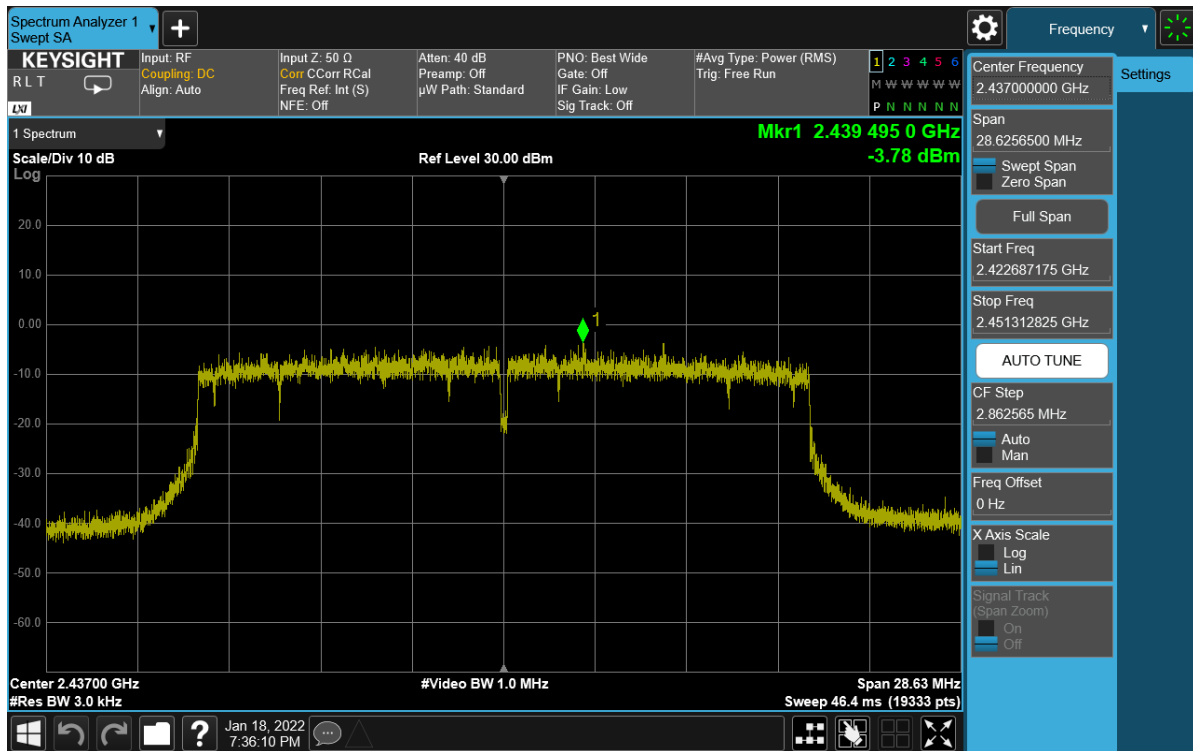 Spectrum Analyzer 1
Swept SA
Frequency
KEYSIGHT
R L T
LXI
Input: RF
Coupling: DC
Align: Auto
Input Z: 50 Ω
Corr CCorr RCal
Freq Ref: Int (S)
NFE: Off
Atten: 40 dB
Preamp: Off
µW Path: Standard
PNO: Best Wide
Gate: Off
IF Gain: Low
Sig Track: Off
#Avg Type: Power (RMS)
Trig: Free Run
1 2 3 4 5 6
M W W W W W
P N N N N N
1 Spectrum
Scale/Div 10 dB
Log
Ref Level 30.00 dBm
Mkr1 2.439 495 0 GHz
-3.78 dBm
20.0
10.0
0.00
-10.0
-20.0
-30.0
-40.0
-50.0
-60.0
1
Center 2.43700 GHz
#Res BW 3.0 kHz
#Video BW 1.0 MHz
Span 28.63 MHz
Sweep 46.4 ms (19333 pts)
Jan 18, 2022
7:36:10 PM
Center Frequency
2.437000000 GHz
Settings
Span
28.6256500 MHz
Swept Span
Zero Span
Full Span
Start Freq
2.422687175 GHz
Stop Freq
2.451312825 GHz
AUTO TUNE
CF Step
2.862565 MHz
Auto
Man
Freq Offset
0 Hz
X Axis Scale
Log
Lin
Signal Track
(Span Zoom)
On
Off